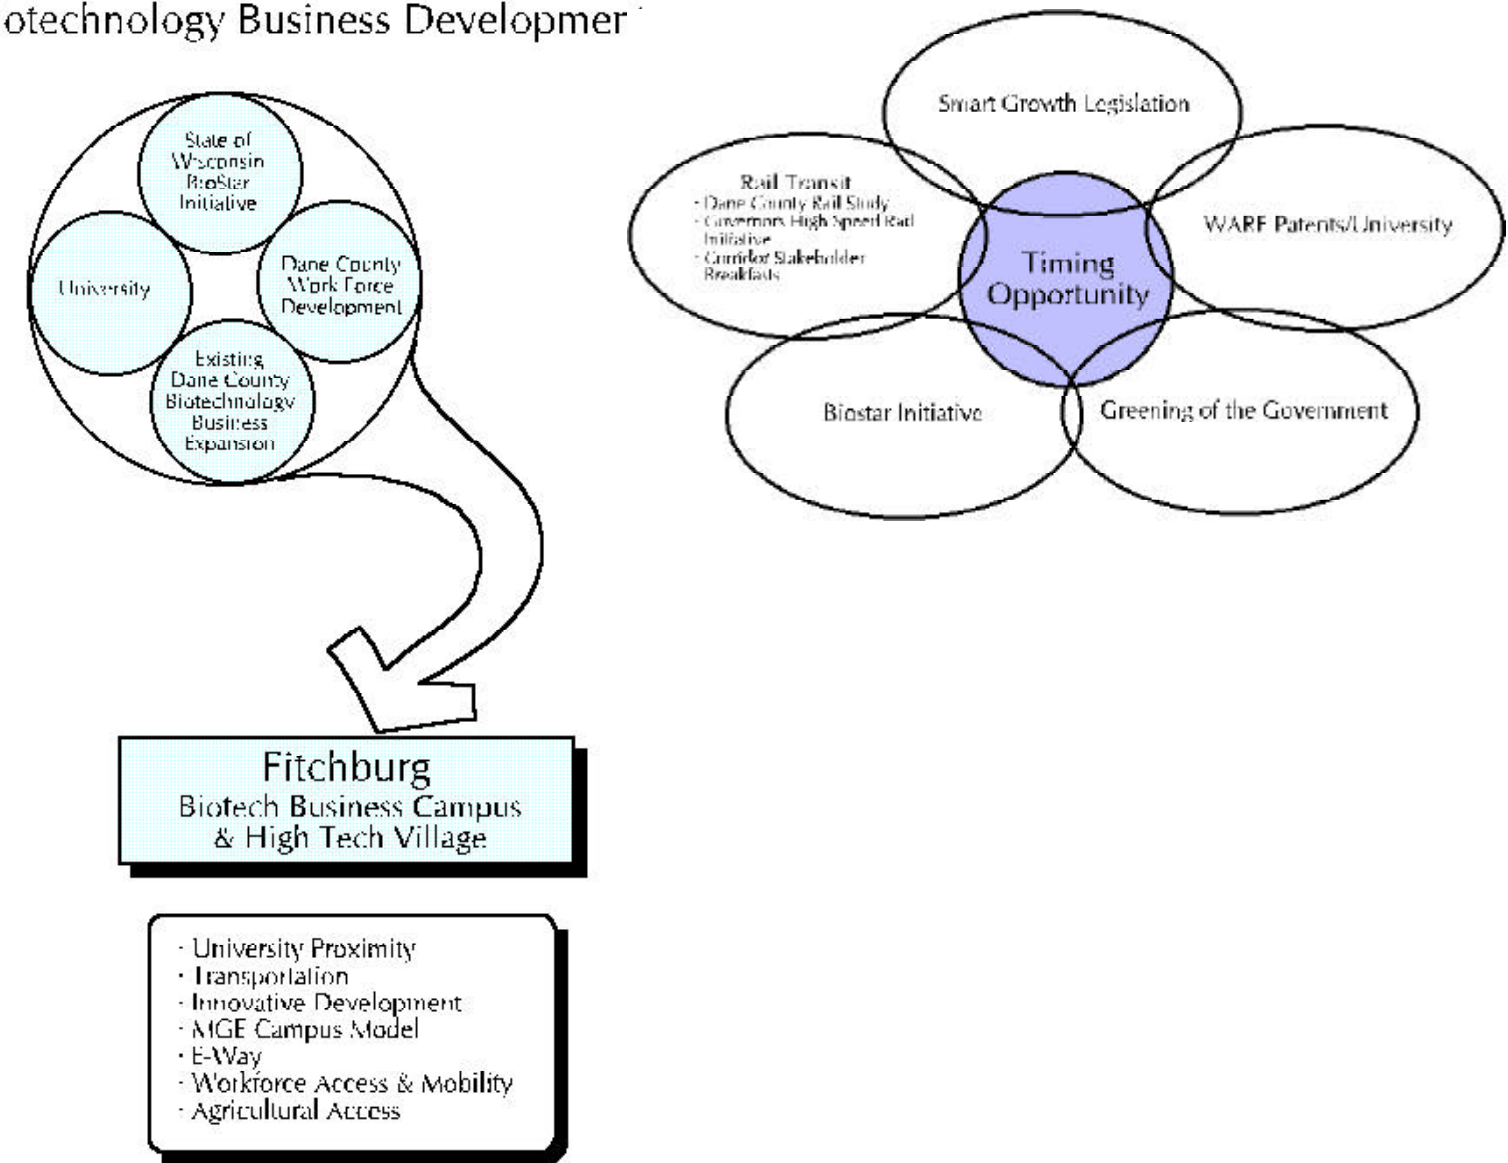 otechnology Business Developmen
State of
Wisconsin
BioStar
Initiative
University
Dane County
Work Force
Development
Existing
Dane County
Biotechnology
Business
Expansion
Fitchburg
Biotech Business Campus
& High Tech Village
· University Proximity
· Transportation
· Innovative Development
· MGE Campus Model
· E-Way
· Workforce Access & Mobility
· Agricultural Access
Smart Growth Legislation
Rail Transit
· Dane County Rail Study
· Governors High Speed Rail
Initiative
· Corridor Stakeholder
Breakfasts
WARF Patents/University
Timing
Opportunity
Biostar Initiative
Greening of the Government